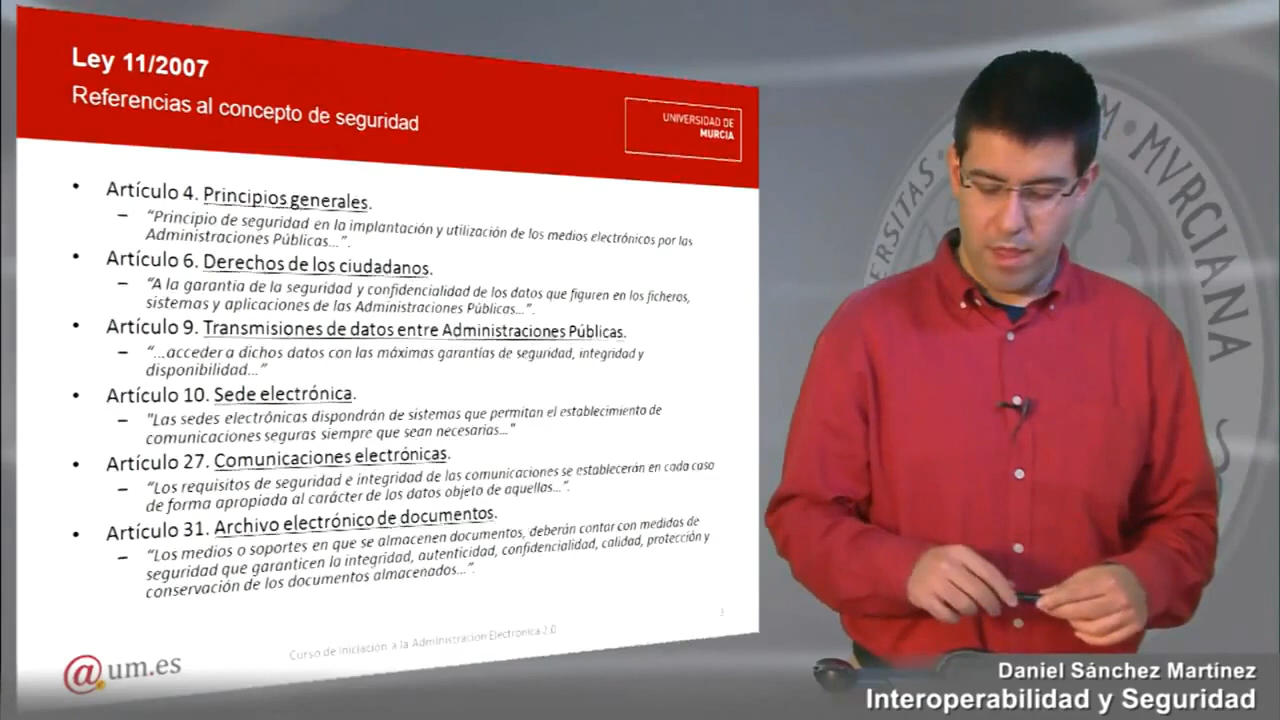 Ley 11/2007
Referencias al concepto de seguridad
UNIVERSIDAD DE
MURCIA
• Artículo 4. Principios generales.
– “Principio de seguridad en la implantación y utilización de los medios electrónicos por las
Administraciones Públicas...”.
• Artículo 6. Derechos de los ciudadanos.
– “A la garantía de la seguridad y confidencialidad de los datos que figuren en los ficheros,
sistemas y aplicaciones de las Administraciones Públicas...”.
• Artículo 9. Transmisiones de datos entre Administraciones Públicas.
– “...acceder a dichos datos con las máximas garantías de seguridad, integridad y
disponibilidad...”
• Artículo 10. Sede electrónica.
– "Las sedes electrónicas dispondrán de sistemas que permitan el establecimiento de
comunicaciones seguras siempre que sean necesarias..."
• Artículo 27. Comunicaciones electrónicas.
– “Los requisitos de seguridad e integridad de las comunicaciones se establecerán en cada caso
de forma apropiada al carácter de los datos objeto de aquellas...”.
• Artículo 31. Archivo electrónico de documentos.
– “Los medios o soportes en que se almacenen documentos, deberán contar con medidas de
seguridad que garanticen la integridad, autenticidad, confidencialidad, calidad, protección y
conservación de los documentos almacenados...”.
3
Curso de Iniciación a la Administración Electrónica 2.0
@.um.es
MVRCIANA
Daniel Sánchez Martínez
Interoperabilidad y Seguridad